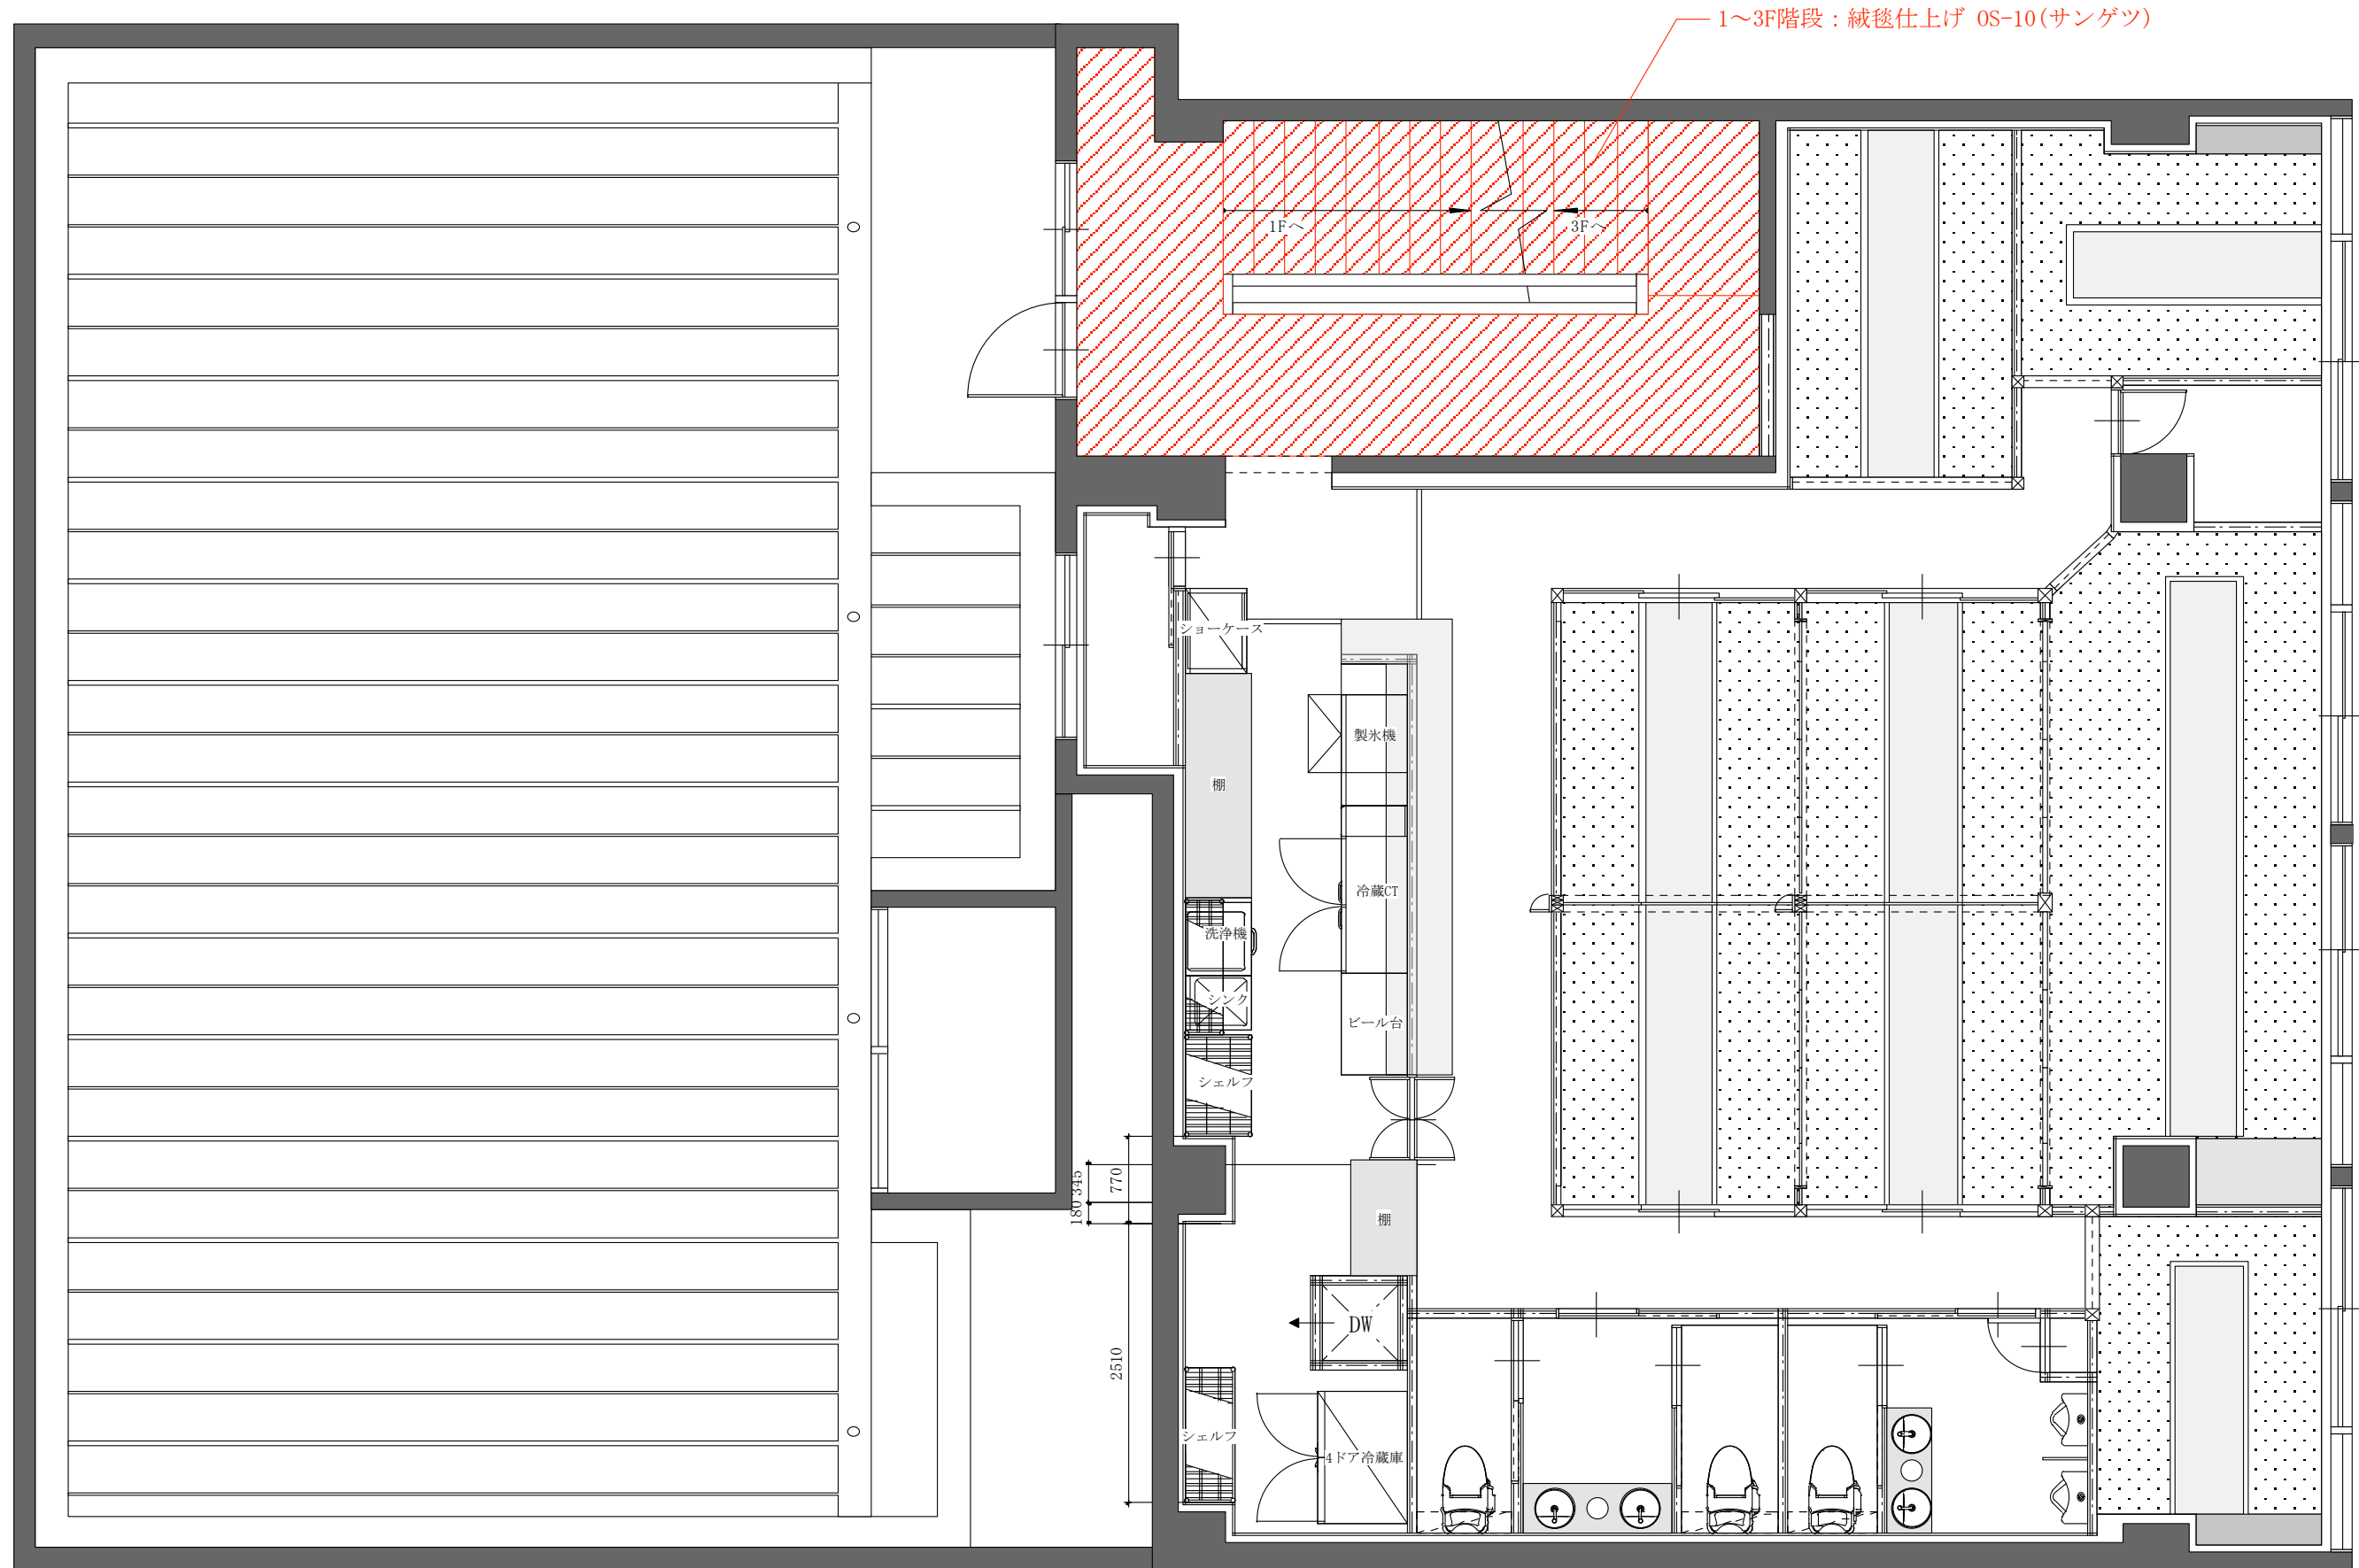 1～3F階段：絨毯仕上げ OS-10(サンゲツ)
1Fへ
3Fへ
ショーケース
製氷機
棚
冷蔵CT
洗浄機
シンク
ビール台
シェルフ
345
770
180
棚
DW
2510
シェルフ
4ドア冷蔵庫